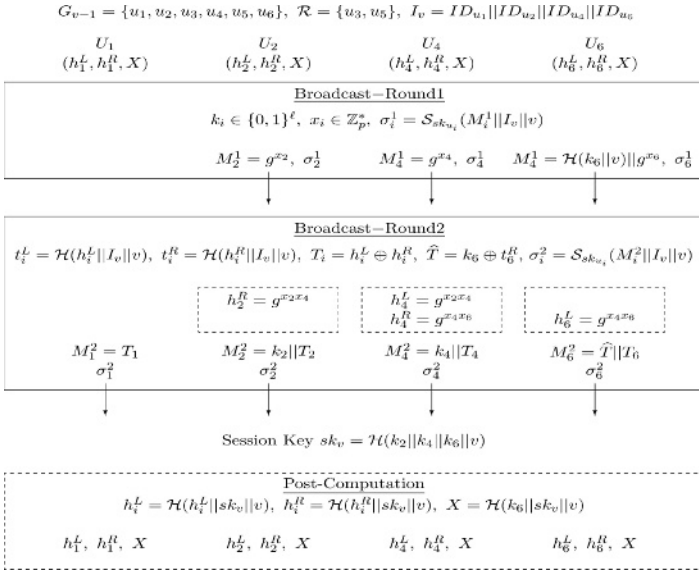 G_{v−1} = {u_1, u_2, u_3, u_4, u_5, u_6}, R = {u_3, u_5}, I_v = ID_{u_1}||ID_{u_2}||ID_{u_4}||ID_{u_6}
U_1 U_2 U_4 U_6
(h_1^L, h_1^R, X) (h_2^L, h_2^R, X) (h_4^L, h_4^R, X) (h_6^L, h_6^R, X)
Broadcast−Round1
k_i ∈ {0, 1}^ℓ, x_i ∈ ℤ_p^*, σ_i^1 = S_{sk_{u_i}}(M_i^1||I_v||v)
M_2^1 = g^{x_2}, σ_2^1 M_4^1 = g^{x_4}, σ_4^1 M_4^1 = H(k_6||v)||g^{x_6}, σ_6^1
Broadcast−Round2
t_i^L = H(h_i^L||I_v||v), t_i^R = H(h_i^R||I_v||v), T_i = h_i^L ⊕ h_i^R, T̂ = k_6 ⊕ t_6^R, σ_i^2 = S_{sk_{u_i}}(M_i^2||I_v||v)
h_2^R = g^{x_2x_4} h_4^L = g^{x_2x_4}
h_4^R = g^{x_4x_6} h_6^L = g^{x_4x_6}
M_1^2 = T_1 M_2^2 = k_2||T_2 M_4^2 = k_4||T_4 M_6^2 = T̂||T_6
σ_1^2 σ_2^2 σ_4^2 σ_6^2
Session Key sk_v = H(k_2||k_4||k_6||v)
Post-Computation
h_i^L = H(h_i^L||sk_v||v), h_i^R = H(h_i^R||sk_v||v), X = H(k_6||sk_v||v)
h_1^L, h_1^R, X h_2^L, h_2^R, X h_4^L, h_4^R, X h_6^L, h_6^R, X